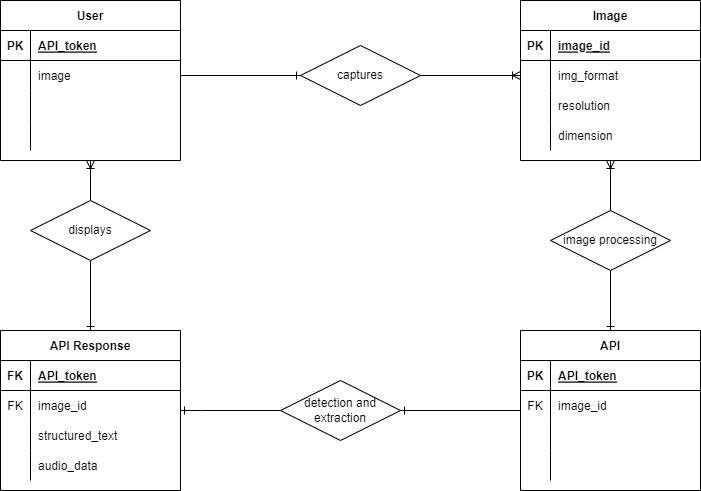 User
PK API_token
image
captures
Image
PK image_id
img_format
resolution
dimension
displays
image processing
API Response
FK API_token
FK image_id
structured_text
audio_data
detection and
extraction
API
PK API_token
FK image_id